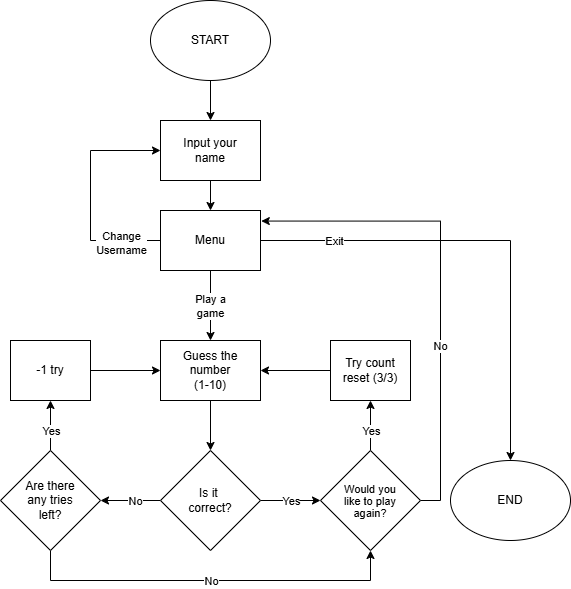 START
Input your
name
Change
Username
Menu
Exit
Play a
game
No
-1 try
Guess the
number
(1-10)
Try count
reset (3/3)
Yes
Yes
Are there
any tries
left?
No
Is it
correct?
Yes
Would you
like to play
again?
END
No